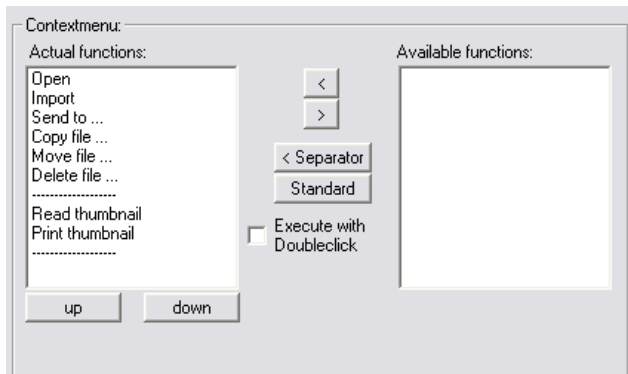 Contextmenu:
Actual functions:
Available functions:
Open
Import
Send to ...
Copy file ...
Move file ...
Delete file ...
-------------------
Read thumbnail
Print thumbnail
-------------------
<
>
< Separator
Standard
Execute with
Doubleclick
up
down